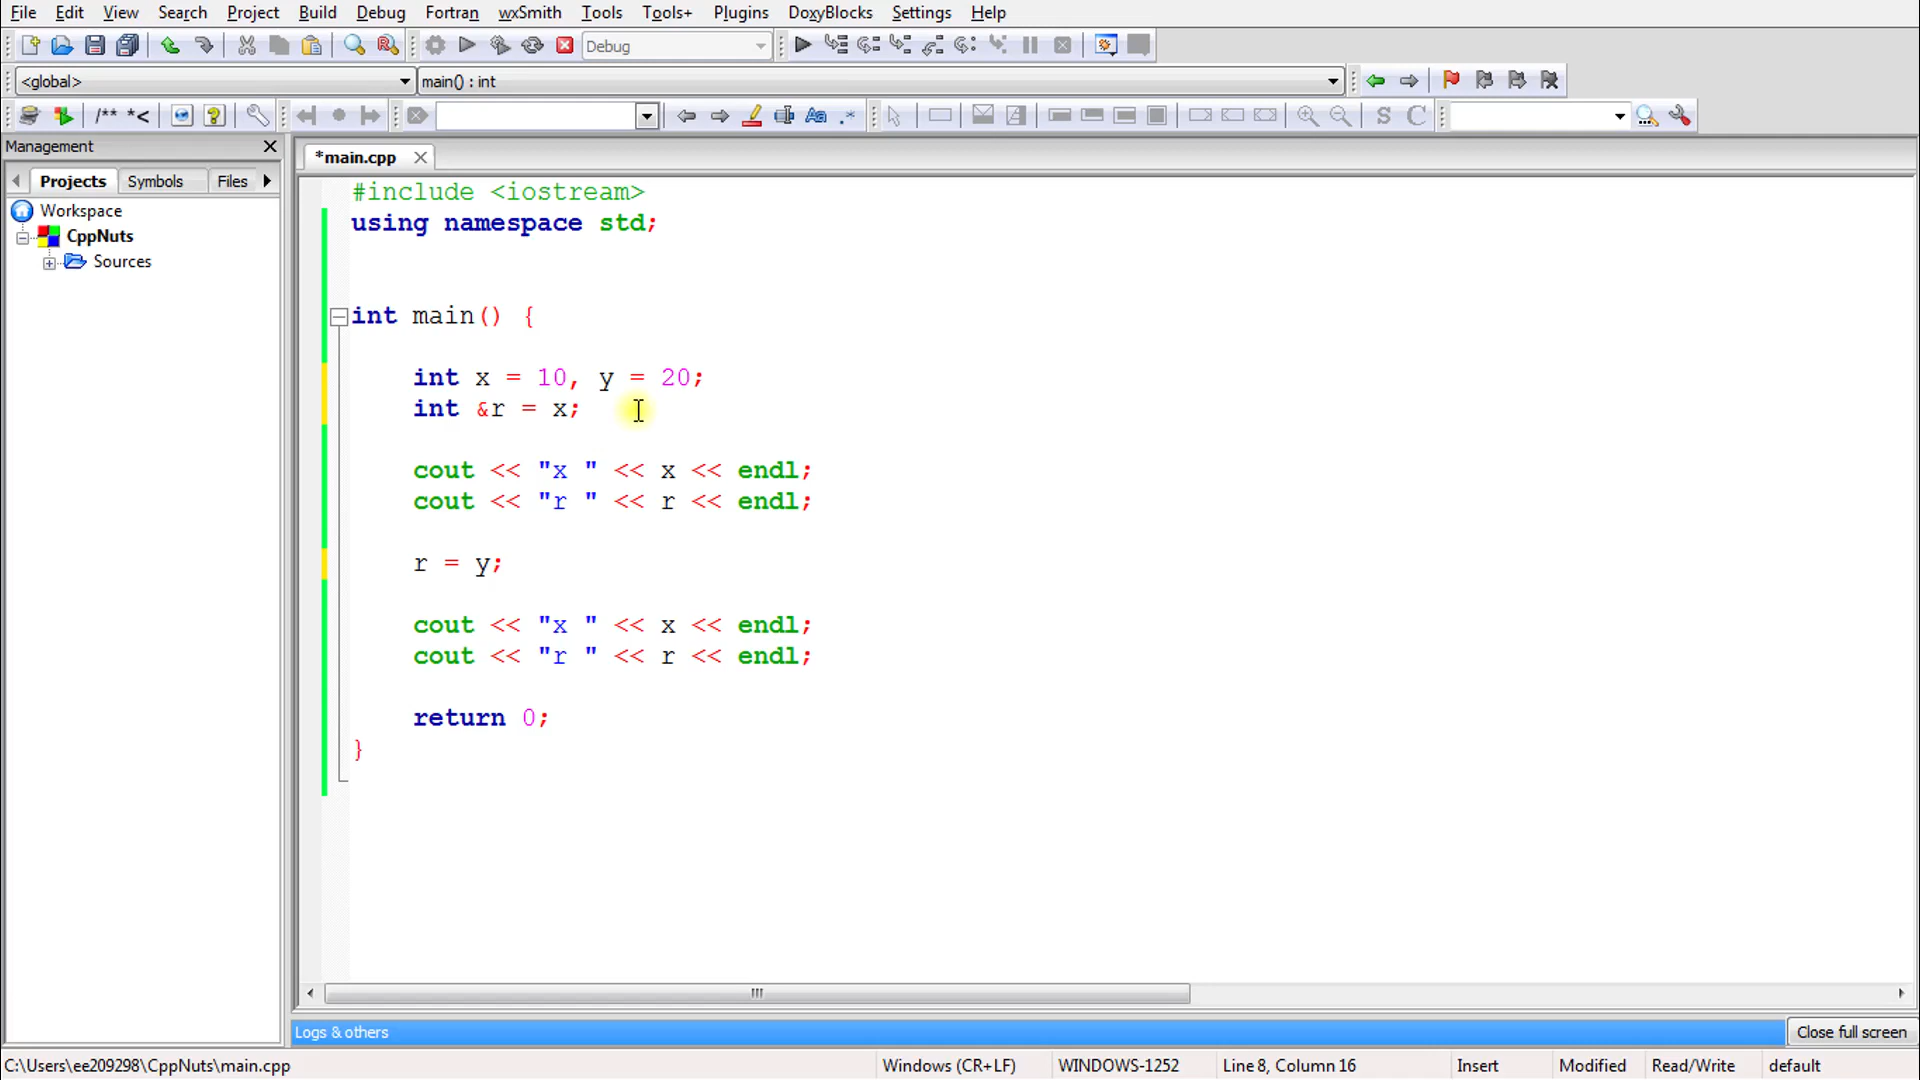 File Edit View Search Project Build Debug Fortran wxSmith Tools Tools+ Plugins DoxyBlocks Settings Help
Debug
<global> main() : int
/** *< Aa .* S C
Management
*main.cpp
Projects Symbols Files
Workspace
CppNuts
Sources
#include <iostream>
using namespace std;
int main() {
int x = 10, y = 20;
int &r = x;
cout << "x " << x << endl;
cout << "r " << r << endl;
r = y;
cout << "x " << x << endl;
cout << "r " << r << endl;
return 0;
}
Logs & others Close full screen
C:\Users\ee209298\CppNuts\main.cpp Windows (CR+LF) WINDOWS-1252 Line 8, Column 16 Insert Modified Read/Write default